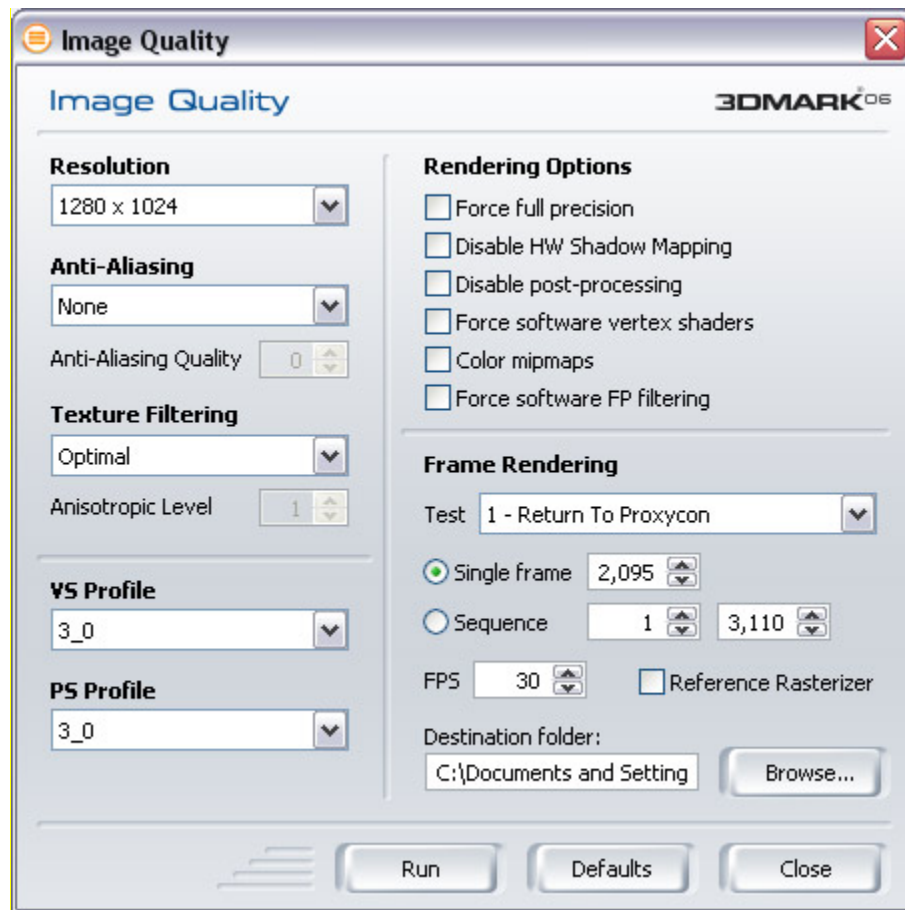 Image Quality
Image Quality
3DMARK®06
Resolution
1280 x 1024
Anti-Aliasing
None
Anti-Aliasing Quality 0
Texture Filtering
Optimal
Anisotropic Level 1
VS Profile
3_0
PS Profile
3_0
Rendering Options
Force full precision
Disable HW Shadow Mapping
Disable post-processing
Force software vertex shaders
Color mipmaps
Force software FP filtering
Frame Rendering
Test 1 - Return To Proxycon
Single frame 2,095
Sequence 1 3,110
FPS 30 Reference Rasterizer
Destination folder:
C:\Documents and Setting Browse...
Run Defaults Close